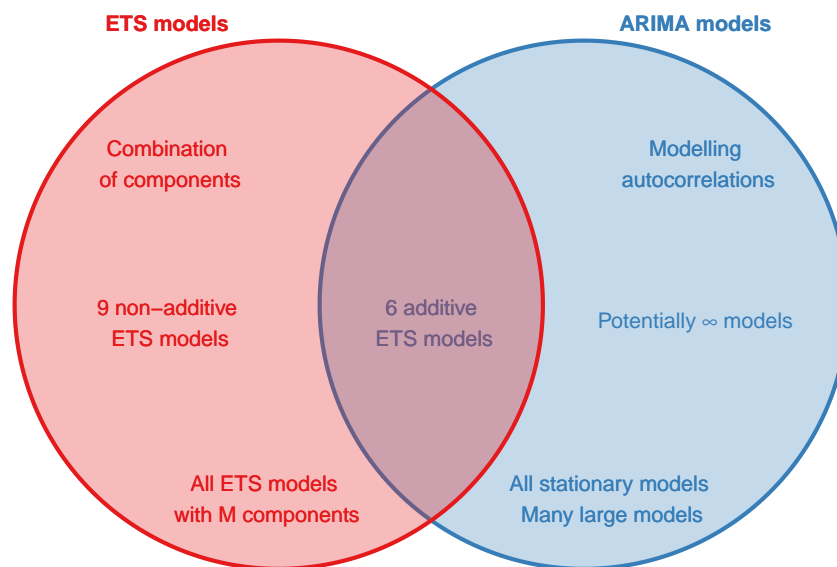 ETS models
ARIMA models
Combination
of components
Modelling
autocorrelations
9 non−additive
ETS models
6 additive
ETS models
Potentially ∞ models
All ETS models
with M components
All stationary models
Many large models